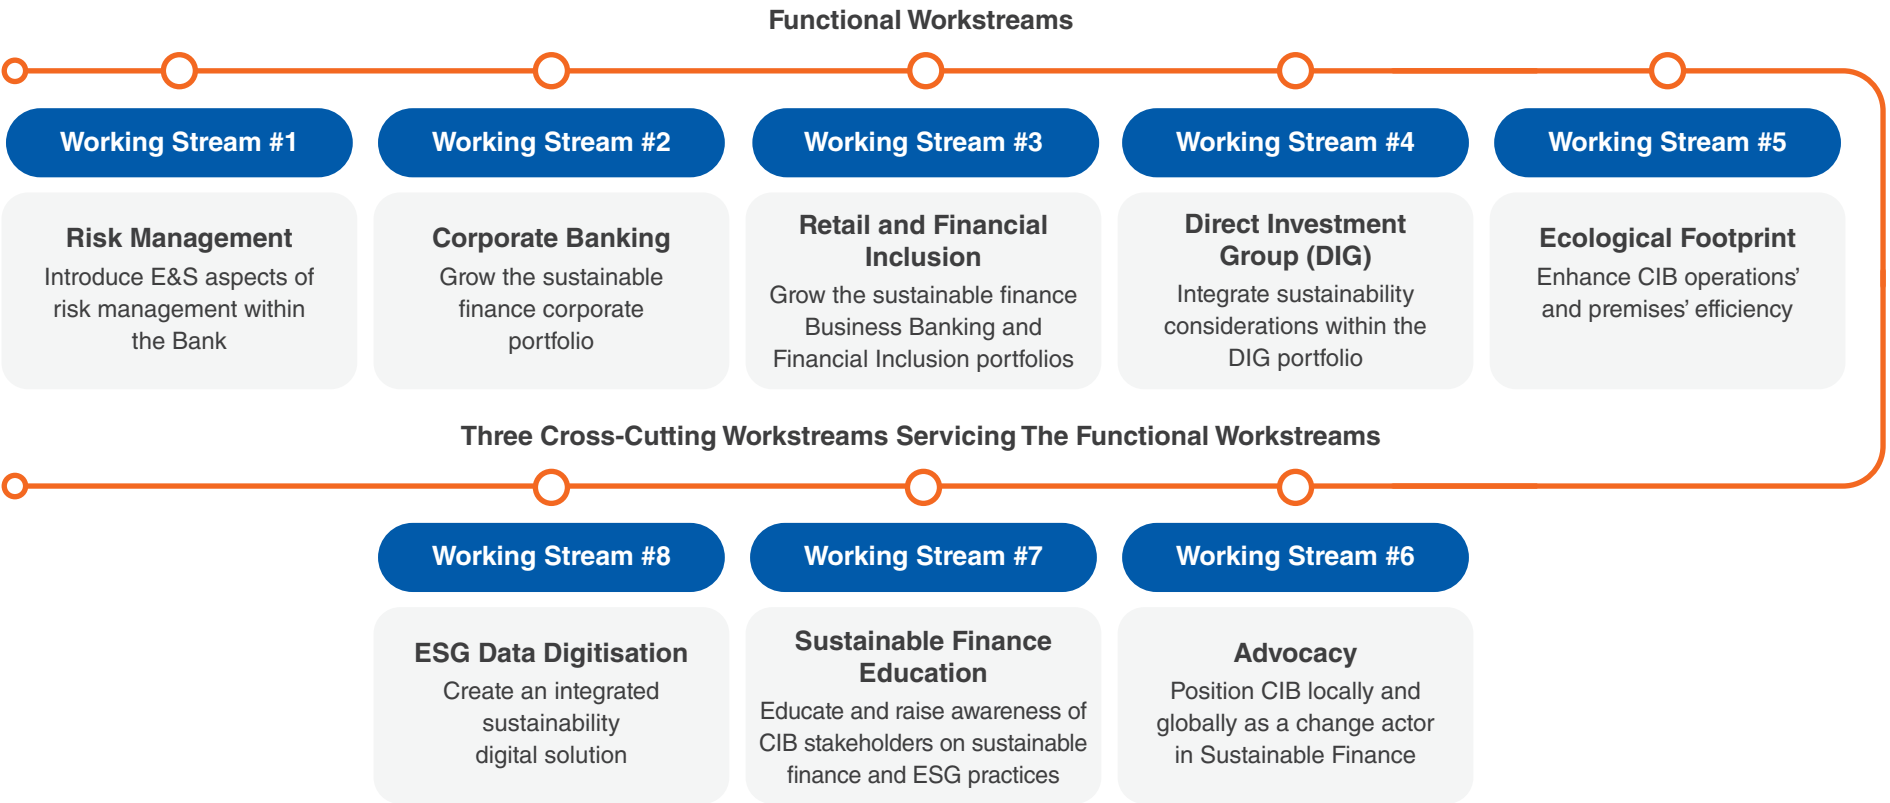 Functional Workstreams
Working Stream #1
Risk Management
Introduce E&S aspects of
risk management within
the Bank
Working Stream #2
Corporate Banking
Grow the sustainable
finance corporate
portfolio
Working Stream #3
Retail and Financial
Inclusion
Grow the sustainable finance
Business Banking and
Financial Inclusion portfolios
Working Stream #4
Direct Investment
Group (DIG)
Integrate sustainability
considerations within the
DIG portfolio
Working Stream #5
Ecological Footprint
Enhance CIB operations’
and premises’ efficiency
Three Cross-Cutting Workstreams Servicing The Functional Workstreams
Working Stream #8
ESG Data Digitisation
Create an integrated
sustainability
digital solution
Working Stream #7
Sustainable Finance
Education
Educate and raise awareness of
CIB stakeholders on sustainable
finance and ESG practices
Working Stream #6
Advocacy
Position CIB locally and
globally as a change actor
in Sustainable Finance